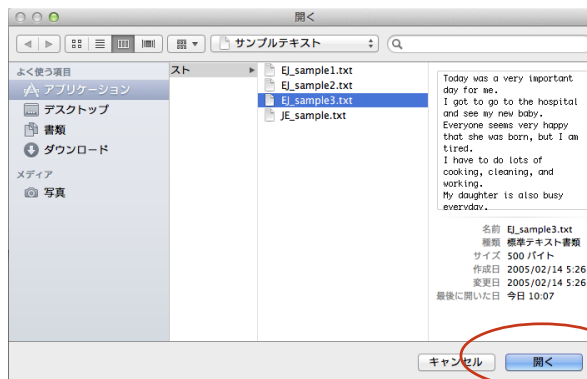 開く
サンプルテキスト
よく使う項目
アプリケーション
デスクトップ
書類
ダウンロード
メディア
写真
スト
EJ_sample1.txt
EJ_sample2.txt
EJ_sample3.txt
JE_sample.txt
Today was a very important
day for me.
I got to go to the hospital
and see my new baby.
Everyone seems very happy
that she was born, but I am
tired.
I have to do lots of
cooking, cleaning, and
working.
My daughter is also busy
everyday.
名前 EJ_sample3.txt
種類 標準テキスト書類
サイズ 500 バイト
作成日 2005/02/14 5:26
変更日 2005/02/14 5:26
最後に開いた日 今日 10:07
キャンセル
開く